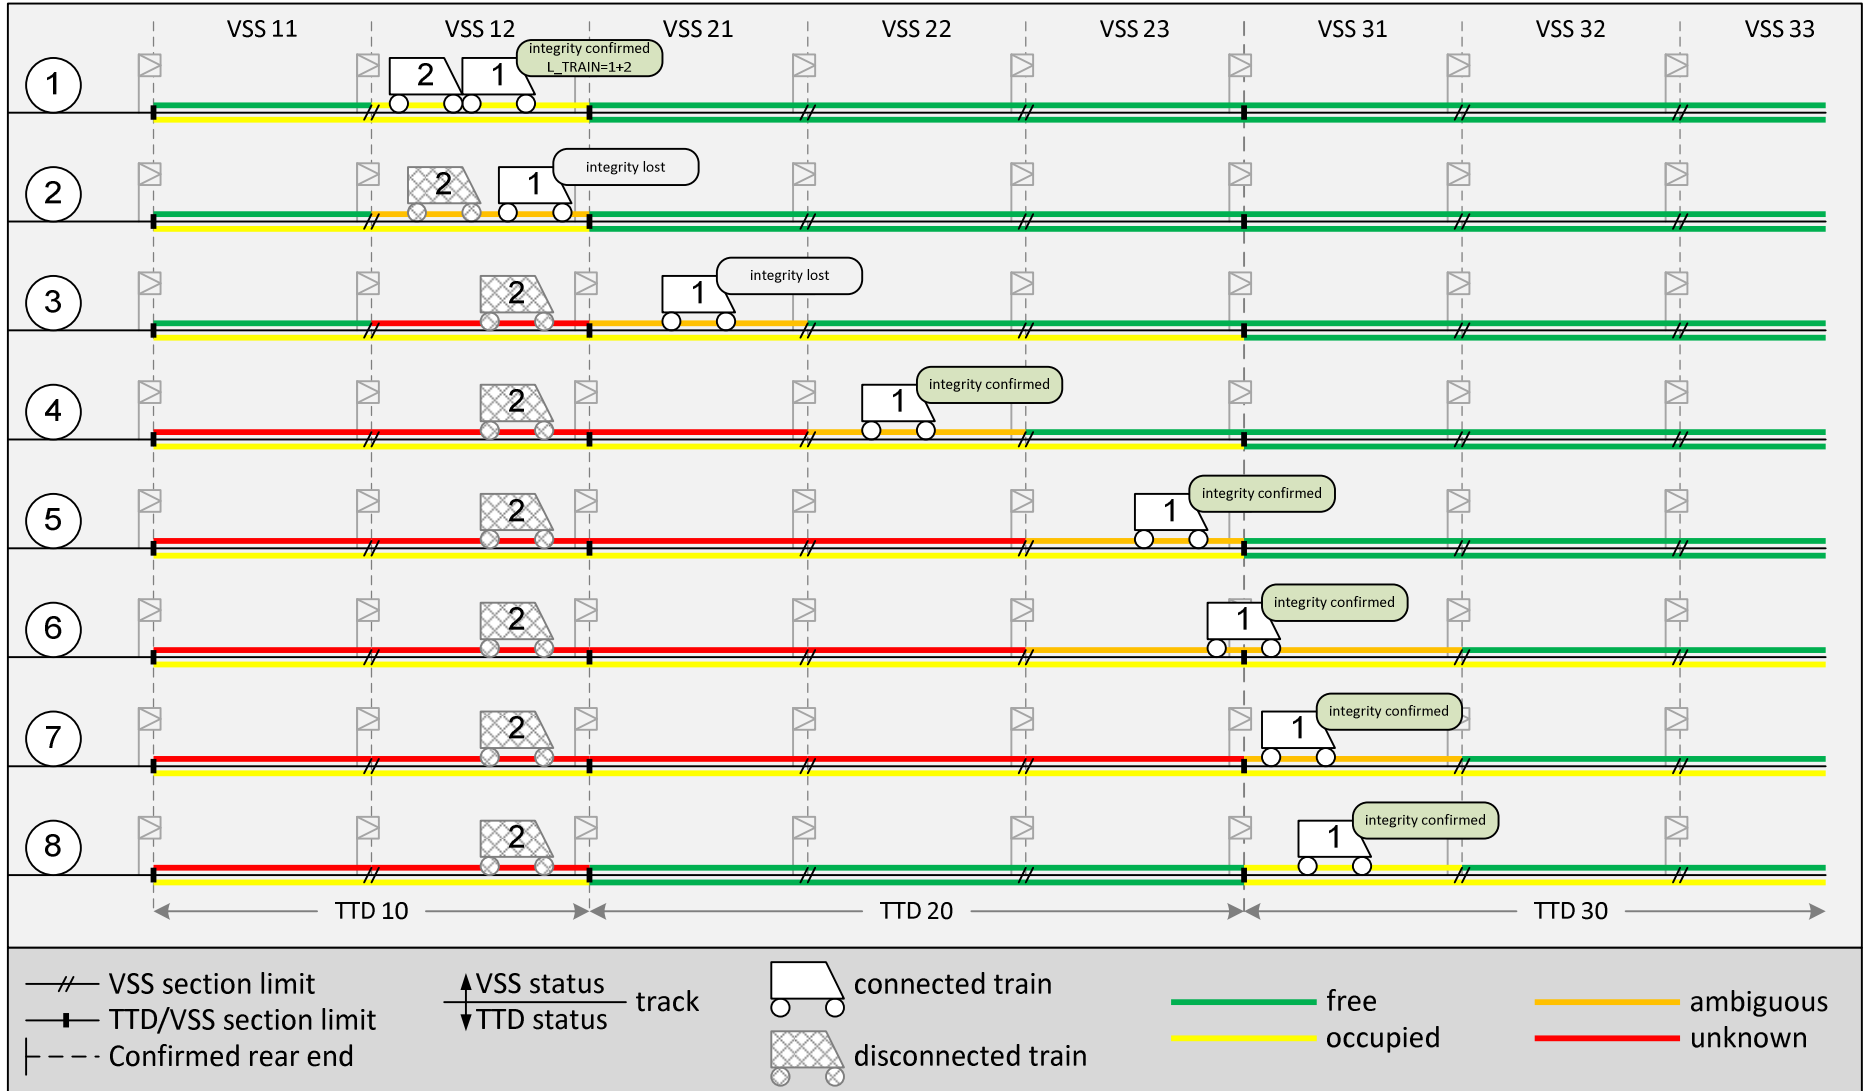 VSS 11 VSS 12 VSS 21 VSS 22 VSS 23 VSS 31 VSS 32 VSS 33
1 2 1 integrity confirmed
L_TRAIN=1+2
2 2 1 integrity lost
3 2 1 integrity lost
4 2 1 integrity confirmed
5 2 1 integrity confirmed
6 2 1 integrity confirmed
7 2 1 integrity confirmed
8 2 1 integrity confirmed
TTD 10 TTD 20 TTD 30
VSS section limit
TTD/VSS section limit
Confirmed rear end
VSS status
TTD status
track
connected train
disconnected train
free
occupied
ambiguous
unknown